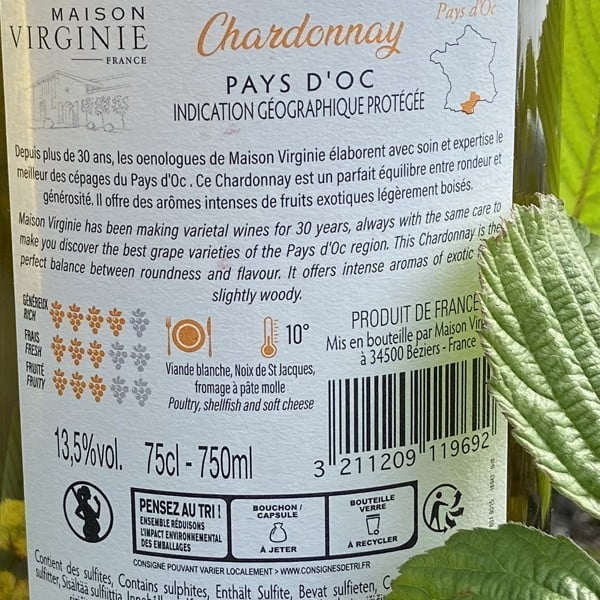 MAISON
VIRGINIE
FRANCE
Chardonnay
Pays d'Oc
PAYS D'OC
INDICATION GÉOGRAPHIQUE PROTÉGÉE
Depuis plus de 30 ans, les oenologues de Maison Virginie élaborent avec soin et expertise le
meilleur des cépages du Pays d'Oc. Ce Chardonnay est un parfait équilibre entre rondeur et
générosité. Il offre des arômes intenses de fruits exotiques légèrement boisés.
Maison Virginie has been making varietal wines for 30 years, always with the same care to
make you discover the best grape varieties of the Pays d'Oc region. This Chardonnay is the
perfect balance between roundness and flavour. It offers intense aromas of exotic
slightly woody.
GÉNÉREUX
RICH
FRAIS
FRESH
FRUITÉ
FRUITY
10°
Viande blanche, Noix de St Jacques,
fromage à pâte molle
Poultry, shellfish and soft cheese
PRODUIT DE FRANCE
Mis en bouteille par Maison
à 34500 Béziers - France
3 211209 119692
13,5%vol. 75cl - 750ml
PENSEZ AU TRI !
ENSEMBLE RÉDUISONS
L'IMPACT ENVIRONNEMENTAL
DES EMBALLAGES
BOUCHON /
CAPSULE
À JETER
BOUTEILLE
VERRE
À RECYCLER
CONSIGNE POUVANT VARIER LOCALEMENT > WWW.CONSIGNESDETRI.FR
Contient des sulfites, Contains sulphites, Enthält Sulfite, Bevat sulfieten,
sulfitter, Sisältää sulfiittia